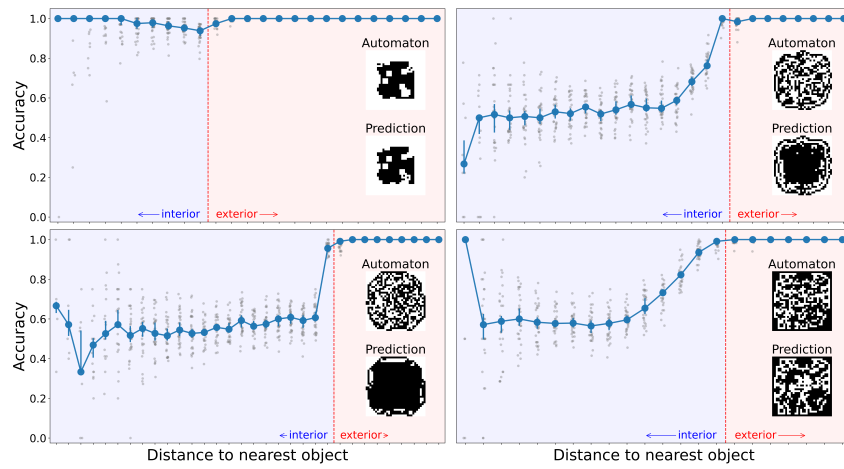 1.0
0.8
0.6
0.4
0.2
0.0
Accuracy
Automaton
Prediction
←— interior
exterior —→
Automaton
Prediction
←— interior
exterior —→
1.0
0.8
0.6
0.4
0.2
0.0
Accuracy
Automaton
Prediction
←— interior
exterior —→
Distance to nearest object
Automaton
Prediction
←— interior
exterior —→
Distance to nearest object